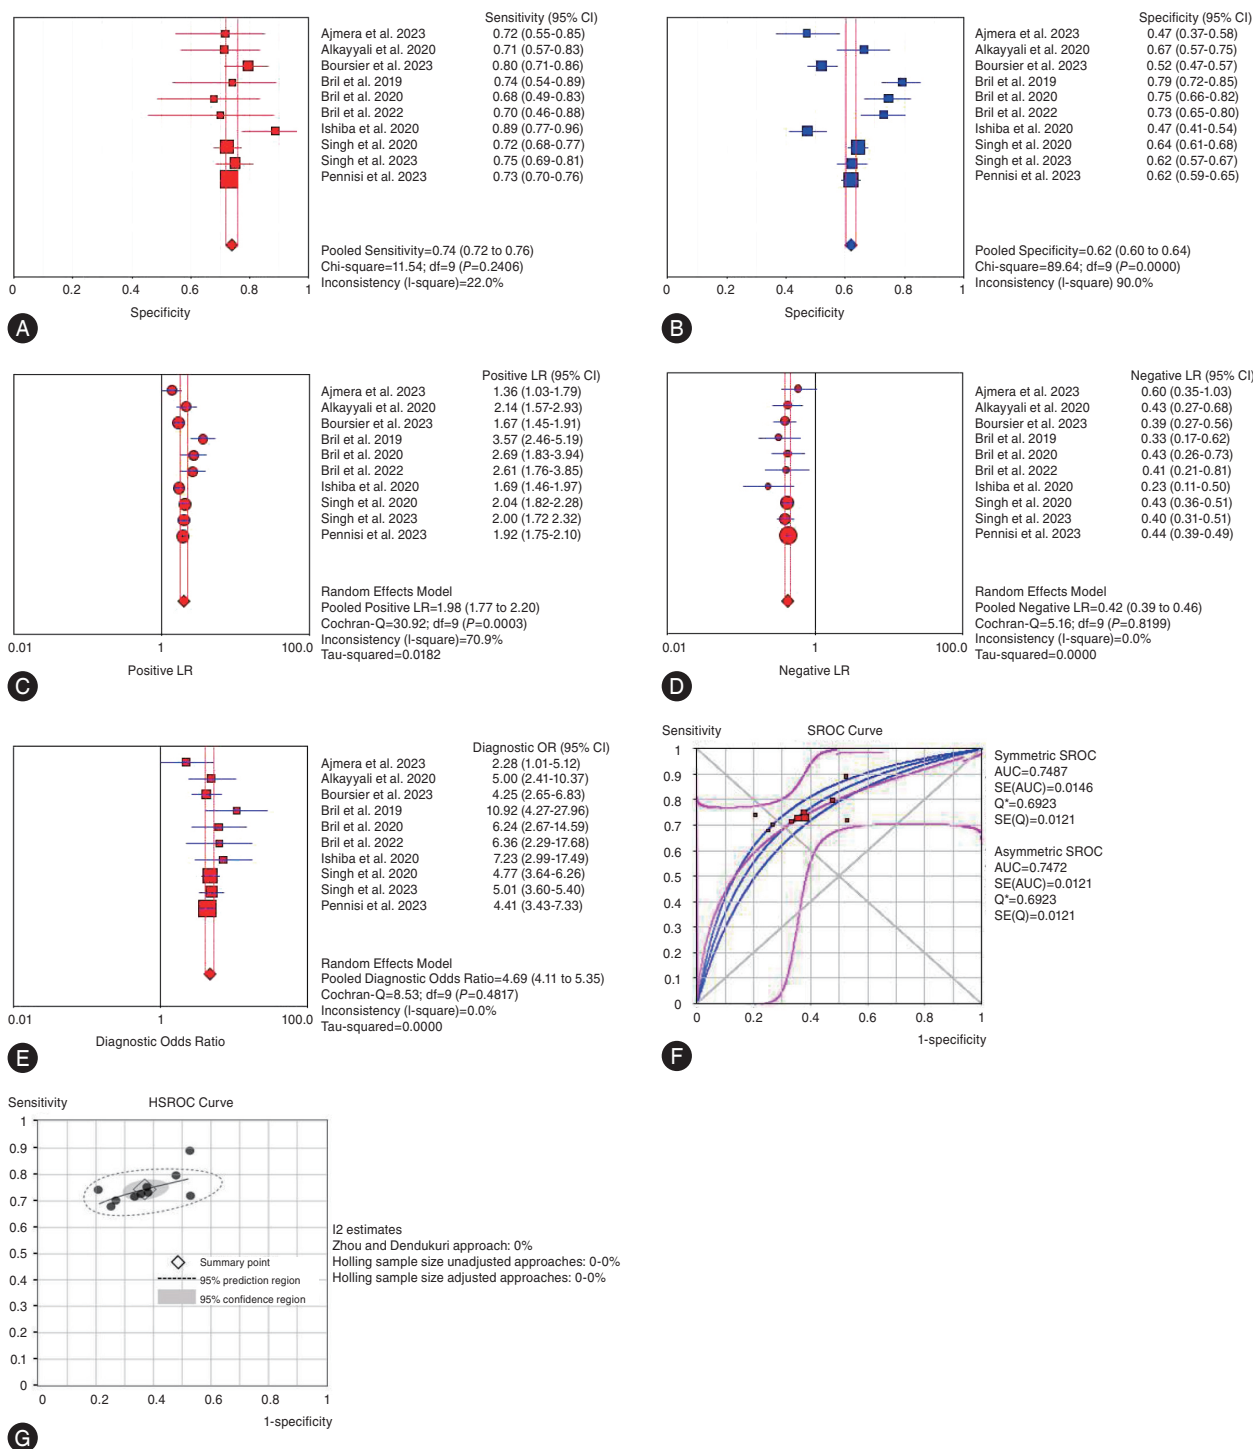 Sensitivity (95% CI)
Ajmera et al. 2023 0.72 (0.55-0.85)
Alkayyali et al. 2020 0.71 (0.57-0.83)
Boursier et al. 2023 0.80 (0.71-0.86)
Bril et al. 2019 0.74 (0.54-0.89)
Bril et al. 2020 0.68 (0.49-0.83)
Bril et al. 2022 0.70 (0.46-0.88)
Ishiba et al. 2020 0.89 (0.77-0.96)
Singh et al. 2020 0.72 (0.68-0.77)
Singh et al. 2023 0.75 (0.69-0.81)
Pennisi et al. 2023 0.73 (0.70-0.76)
Pooled Sensitivity=0.74 (0.72 to 0.76)
Chi-square=11.54; df=9 (P=0.2406)
Inconsistency (I-square)=22.0%
0 0.2 0.4 0.6 0.8 1
Specificity
A
Specificity (95% CI)
Ajmera et al. 2023 0.47 (0.37-0.58)
Alkayyali et al. 2020 0.67 (0.57-0.75)
Boursier et al. 2023 0.52 (0.47-0.57)
Bril et al. 2019 0.79 (0.72-0.85)
Bril et al. 2020 0.75 (0.66-0.82)
Bril et al. 2022 0.73 (0.65-0.80)
Ishiba et al. 2020 0.47 (0.41-0.54)
Singh et al. 2020 0.64 (0.61-0.68)
Singh et al. 2023 0.62 (0.57-0.67)
Pennisi et al. 2023 0.62 (0.59-0.65)
Pooled Specificity=0.62 (0.60 to 0.64)
Chi-square=89.64; df=9 (P=0.0000)
Inconsistency (I-square) 90.0%
0 0.2 0.4 0.6 0.8 1
Specificity
B
Positive LR (95% CI)
Ajmera et al. 2023 1.36 (1.03-1.79)
Alkayyali et al. 2020 2.14 (1.57-2.93)
Boursier et al. 2023 1.67 (1.45-1.91)
Bril et al. 2019 3.57 (2.46-5.19)
Bril et al. 2020 2.69 (1.83-3.94)
Bril et al. 2022 2.61 (1.76-3.85)
Ishiba et al. 2020 1.69 (1.46-1.97)
Singh et al. 2020 2.04 (1.82-2.28)
Singh et al. 2023 2.00 (1.72 2.32)
Pennisi et al. 2023 1.92 (1.75-2.10)
Random Effects Model
Pooled Positive LR=1.98 (1.77 to 2.20)
Cochran-Q=30.92; df=9 (P=0.0003)
Inconsistency (I-square)=70.9%
Tau-squared=0.0182
0.01 1 100.0
Positive LR
C
Negative LR (95% CI)
Ajmera et al. 2023 0.60 (0.35-1.03)
Alkayyali et al. 2020 0.43 (0.27-0.68)
Boursier et al. 2023 0.39 (0.27-0.56)
Bril et al. 2019 0.33 (0.17-0.62)
Bril et al. 2020 0.43 (0.26-0.73)
Bril et al. 2022 0.41 (0.21-0.81)
Ishiba et al. 2020 0.23 (0.11-0.50)
Singh et al. 2020 0.43 (0.36-0.51)
Singh et al. 2023 0.40 (0.31-0.51)
Pennisi et al. 2023 0.44 (0.39-0.49)
Random Effects Model
Pooled Negative LR=0.42 (0.39 to 0.46)
Cochran-Q=5.16; df=9 (P=0.8199)
Inconsistency (I-square)=0.0%
Tau-squared=0.0000
0.01 1 100.0
Negative LR
D
Diagnostic OR (95% CI)
Ajmera et al. 2023 2.28 (1.01-5.12)
Alkayyali et al. 2020 5.00 (2.41-10.37)
Boursier et al. 2023 4.25 (2.65-6.83)
Bril et al. 2019 10.92 (4.27-27.96)
Bril et al. 2020 6.24 (2.67-14.59)
Bril et al. 2022 6.36 (2.29-17.68)
Ishiba et al. 2020 7.23 (2.99-17.49)
Singh et al. 2020 4.77 (3.64-6.26)
Singh et al. 2023 5.01 (3.60-5.40)
Pennisi et al. 2023 4.41 (3.43-7.33)
Random Effects Model
Pooled Diagnostic Odds Ratio=4.69 (4.11 to 5.35)
Cochran-Q=8.53; df=9 (P=0.4817)
Inconsistency (I-square)=0.0%
Tau-squared=0.0000
0.01 1 100.0
Diagnostic Odds Ratio
E
Sensitivity SROC Curve
1
0.9
0.8
0.7
0.6
0.5
0.4
0.3
0.2
0.1
0
0 0.2 0.4 0.6 0.8 1
1-specificity
Symmetric SROC
AUC=0.7487
SE(AUC)=0.0146
Q*=0.6923
SE(Q)=0.0121
Asymmetric SROC
AUC=0.7472
SE(AUC)=0.0121
Q*=0.6923
SE(Q)=0.0121
F
Sensitivity HSROC Curve
1
0.9
0.8
0.7
0.6
0.5
0.4
0.3
0.2
0.1
0
0 0.2 0.4 0.6 0.8 1
1-specificity
Summary point
95% prediction region
95% confidence region
I2 estimates
Zhou and Dendukuri approach: 0%
Holling sample size unadjusted approaches: 0-0%
Holling sample size adjusted approaches: 0-0%
G